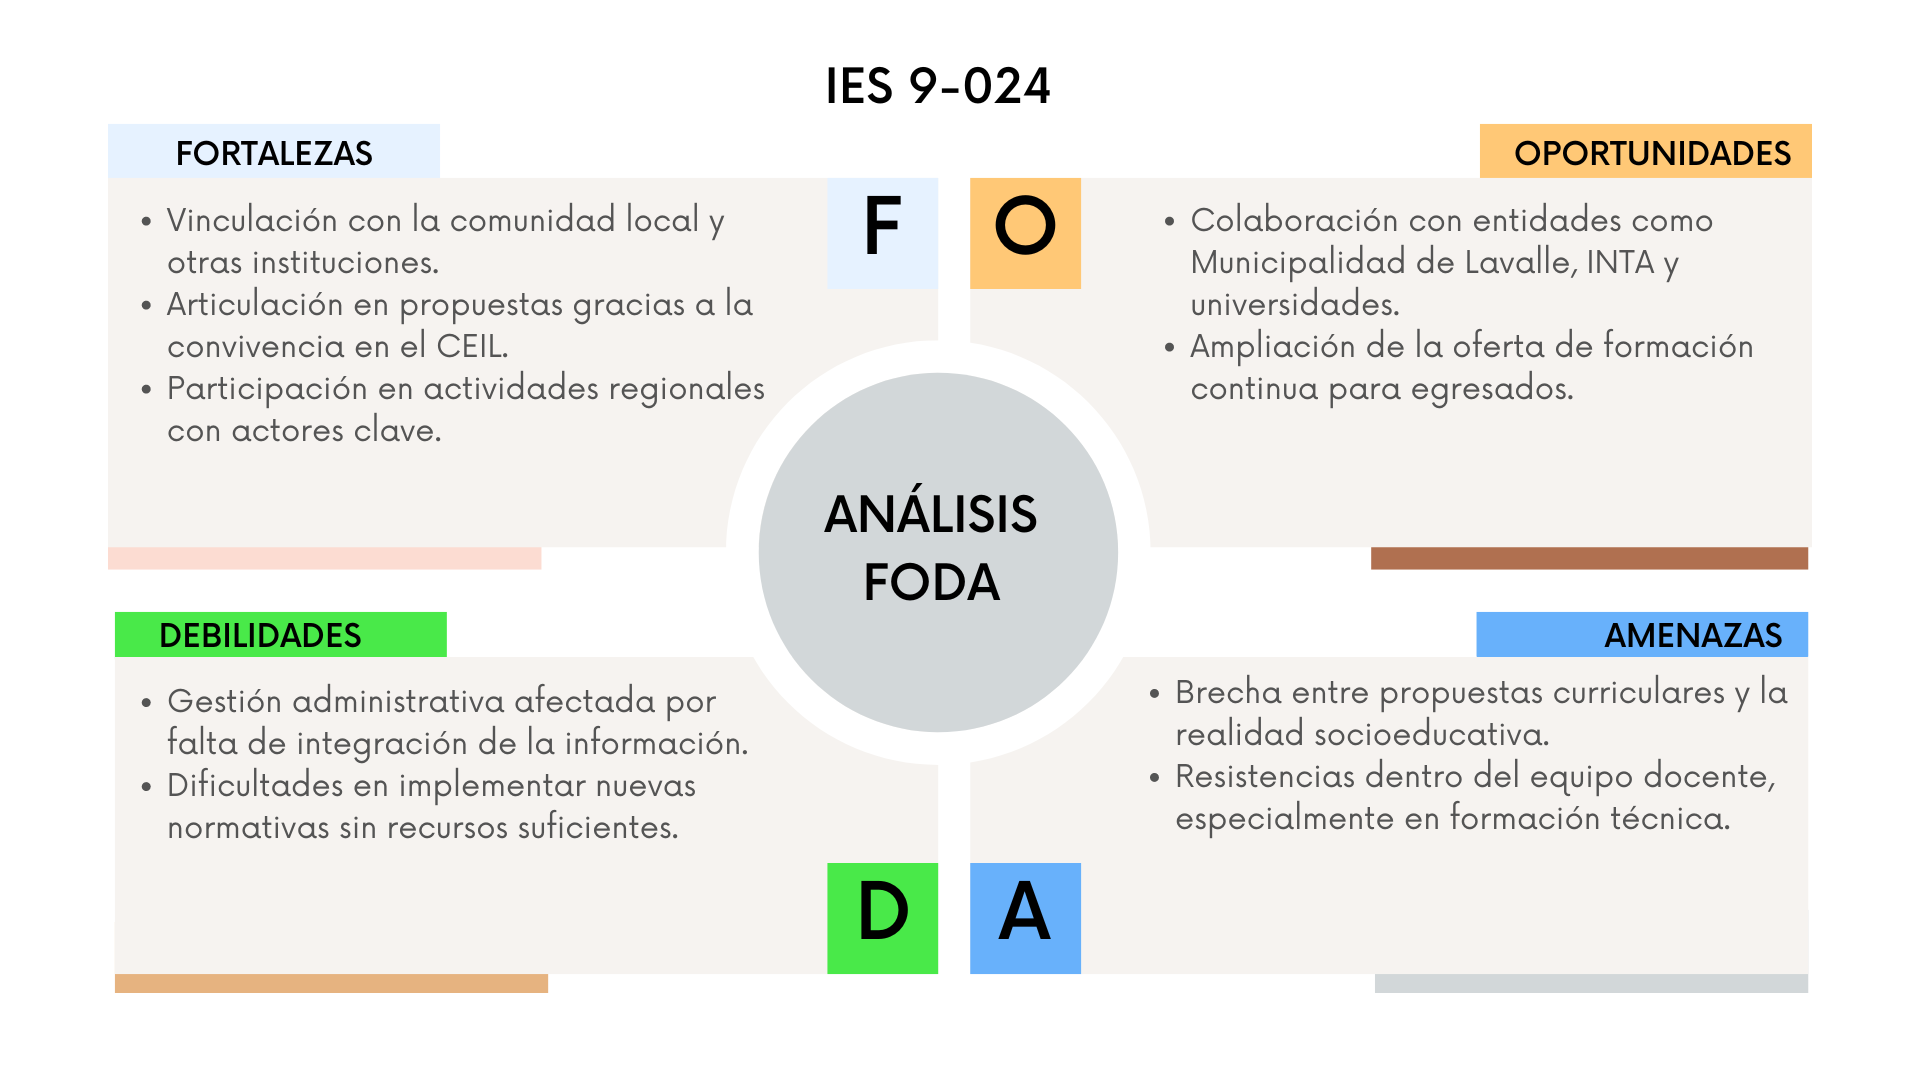 IES 9-024
FORTALEZAS
• Vinculación con la comunidad local y
otras instituciones.
• Articulación en propuestas gracias a la
convivencia en el CEIL.
• Participación en actividades regionales
con actores clave.
F
O
OPORTUNIDADES
• Colaboración con entidades como
Municipalidad de Lavalle, INTA y
universidades.
• Ampliación de la oferta de formación
continua para egresados.
ANÁLISIS
FODA
DEBILIDADES
• Gestión administrativa afectada por
falta de integración de la información.
• Dificultades en implementar nuevas
normativas sin recursos suficientes.
D
A
AMENAZAS
• Brecha entre propuestas curriculares y la
realidad socioeducativa.
• Resistencias dentro del equipo docente,
especialmente en formación técnica.